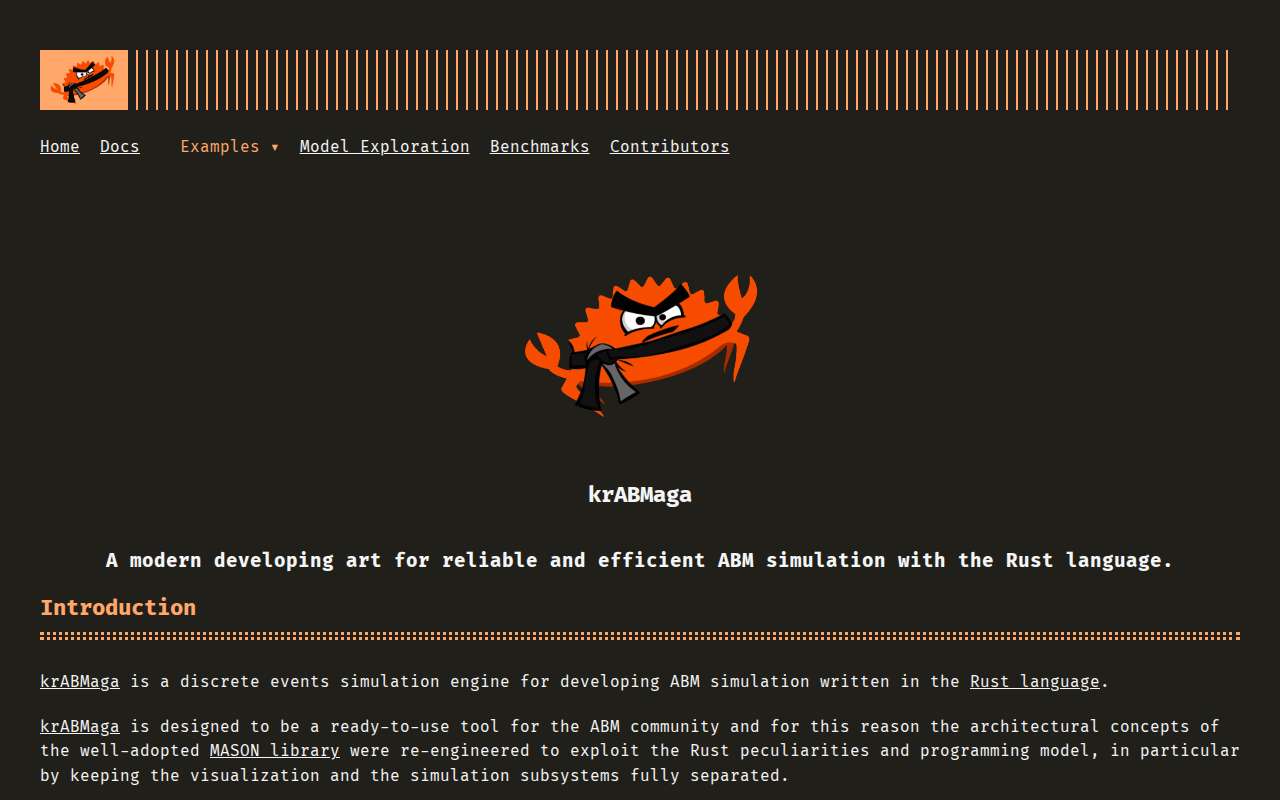 Home Docs Examples ▾ Model Exploration Benchmarks Contributors
krABMaga
A modern developing art for reliable and efficient ABM simulation with the Rust language.
Introduction
krABMaga is a discrete events simulation engine for developing ABM simulation written in the Rust language.
krABMaga is designed to be a ready-to-use tool for the ABM community and for this reason the architectural concepts of
the well-adopted MASON library were re-engineered to exploit the Rust peculiarities and programming model, in particular
by keeping the visualization and the simulation subsystems fully separated.